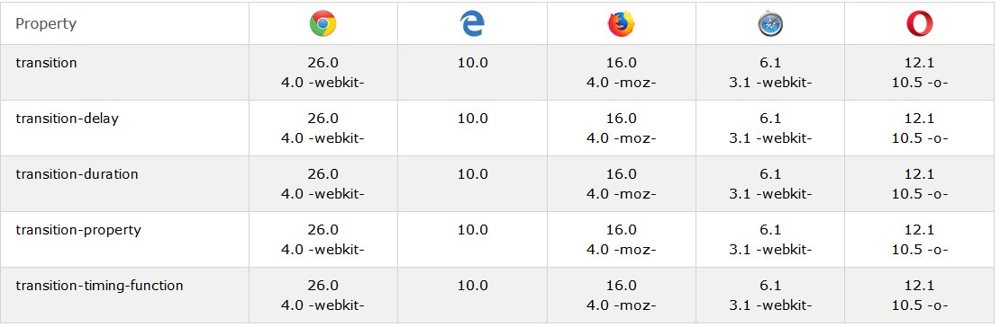 Property
transition 26.0 10.0 16.0 6.1 12.1
4.0 -webkit- 4.0 -moz- 3.1 -webkit- 10.5 -o-
transition-delay 26.0 10.0 16.0 6.1 12.1
4.0 -webkit- 4.0 -moz- 3.1 -webkit- 10.5 -o-
transition-duration 26.0 10.0 16.0 6.1 12.1
4.0 -webkit- 4.0 -moz- 3.1 -webkit- 10.5 -o-
transition-property 26.0 10.0 16.0 6.1 12.1
4.0 -webkit- 4.0 -moz- 3.1 -webkit- 10.5 -o-
transition-timing-function 26.0 10.0 16.0 6.1 12.1
4.0 -webkit- 4.0 -moz- 3.1 -webkit- 10.5 -o-